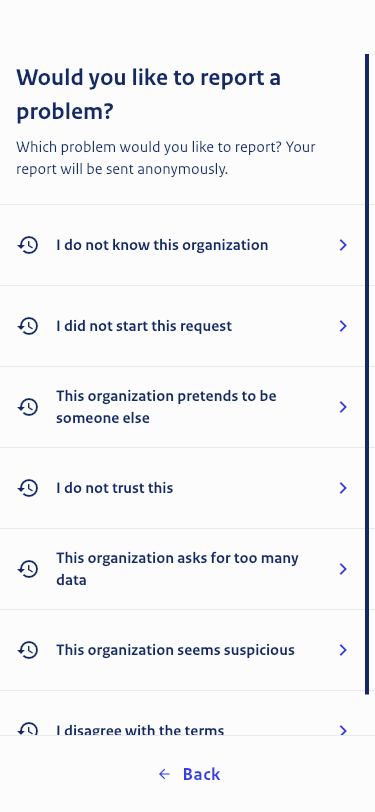 Would you like to report a
problem?
Which problem would you like to report? Your
report will be sent anonymously.
I do not know this organization
I did not start this request
This organization pretends to be
someone else
I do not trust this
This organization asks for too many
data
This organization seems suspicious
I disagree with the terms
Back